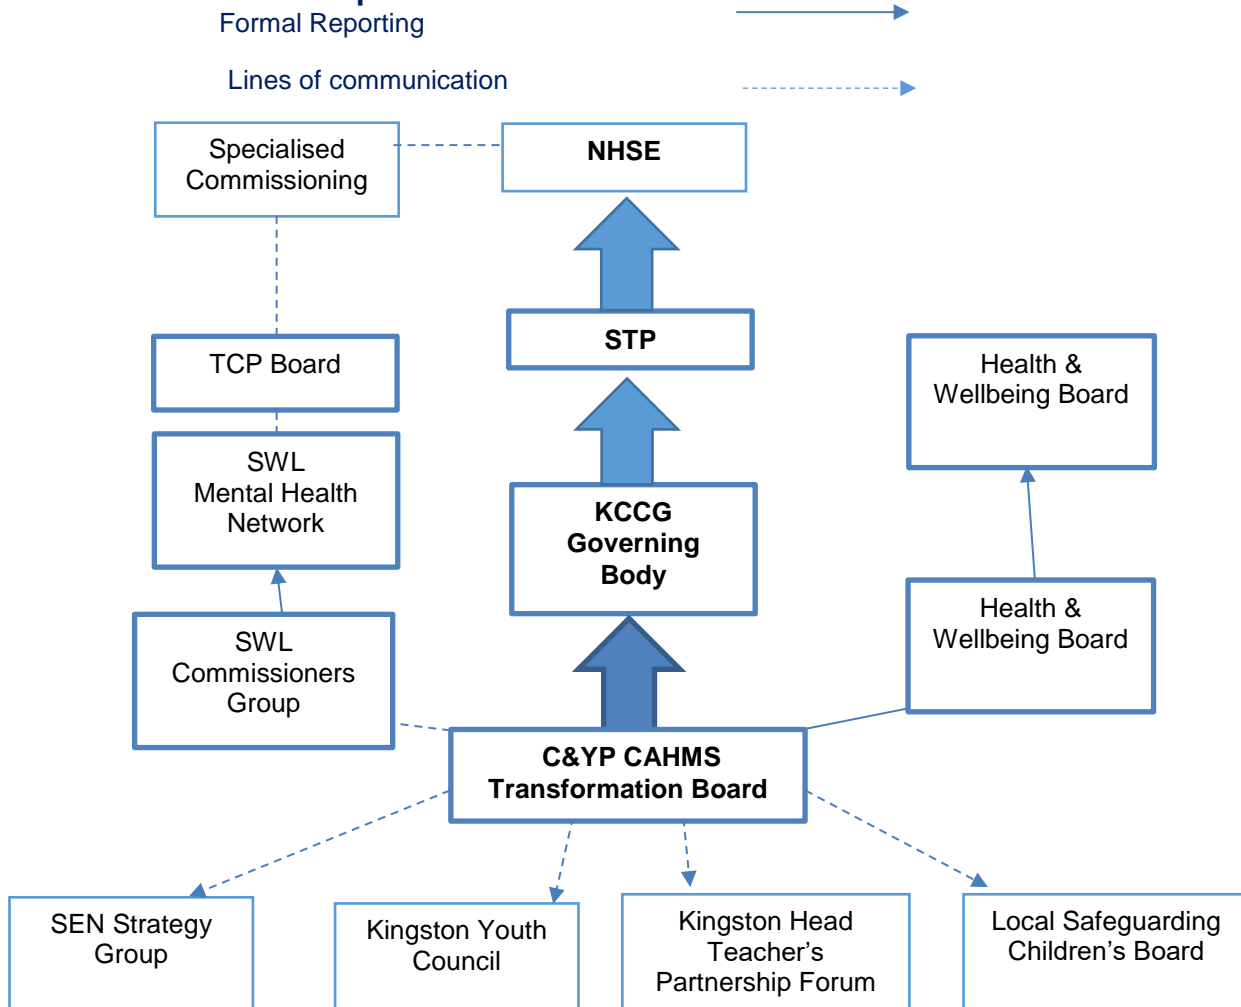 Formal Reporting
Lines of communication
Specialised
Commissioning
NHSE
STP
TCP Board
Health &
Wellbeing Board
SWL
Mental Health
Network
KCCG
Governing
Body
Health &
Wellbeing Board
SWL
Commissioners
Group
C&YP CAHMS
Transformation Board
SEN Strategy
Group
Kingston Youth
Council
Kingston Head
Teacher’s
Partnership Forum
Local Safeguarding
Children’s Board